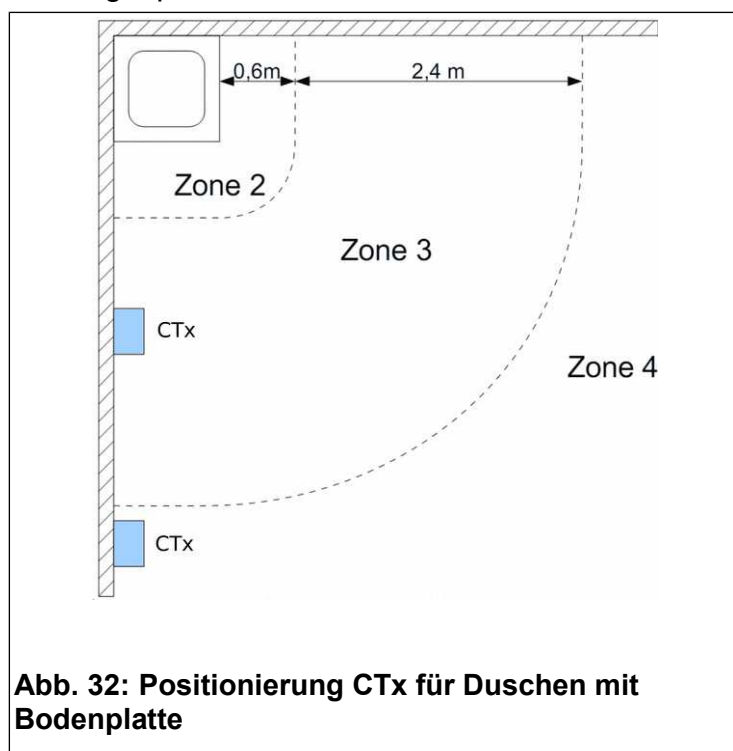 0,6m
2,4 m
Zone 2
Zone 3
CTx
Zone 4
CTx
Abb. 32: Positionierung CTx für Duschen mit
Bodenplatte